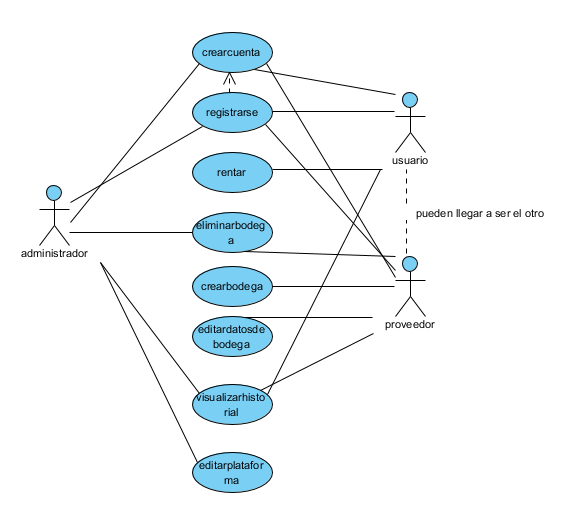 crearcuenta
registrarse
usuario
rentar
pueden llegar a ser el otro
eliminarbodeg
a
administrador
crearbodega
proveedor
editardatosde
bodega
visualizarhisto
rial
editarplatafor
ma